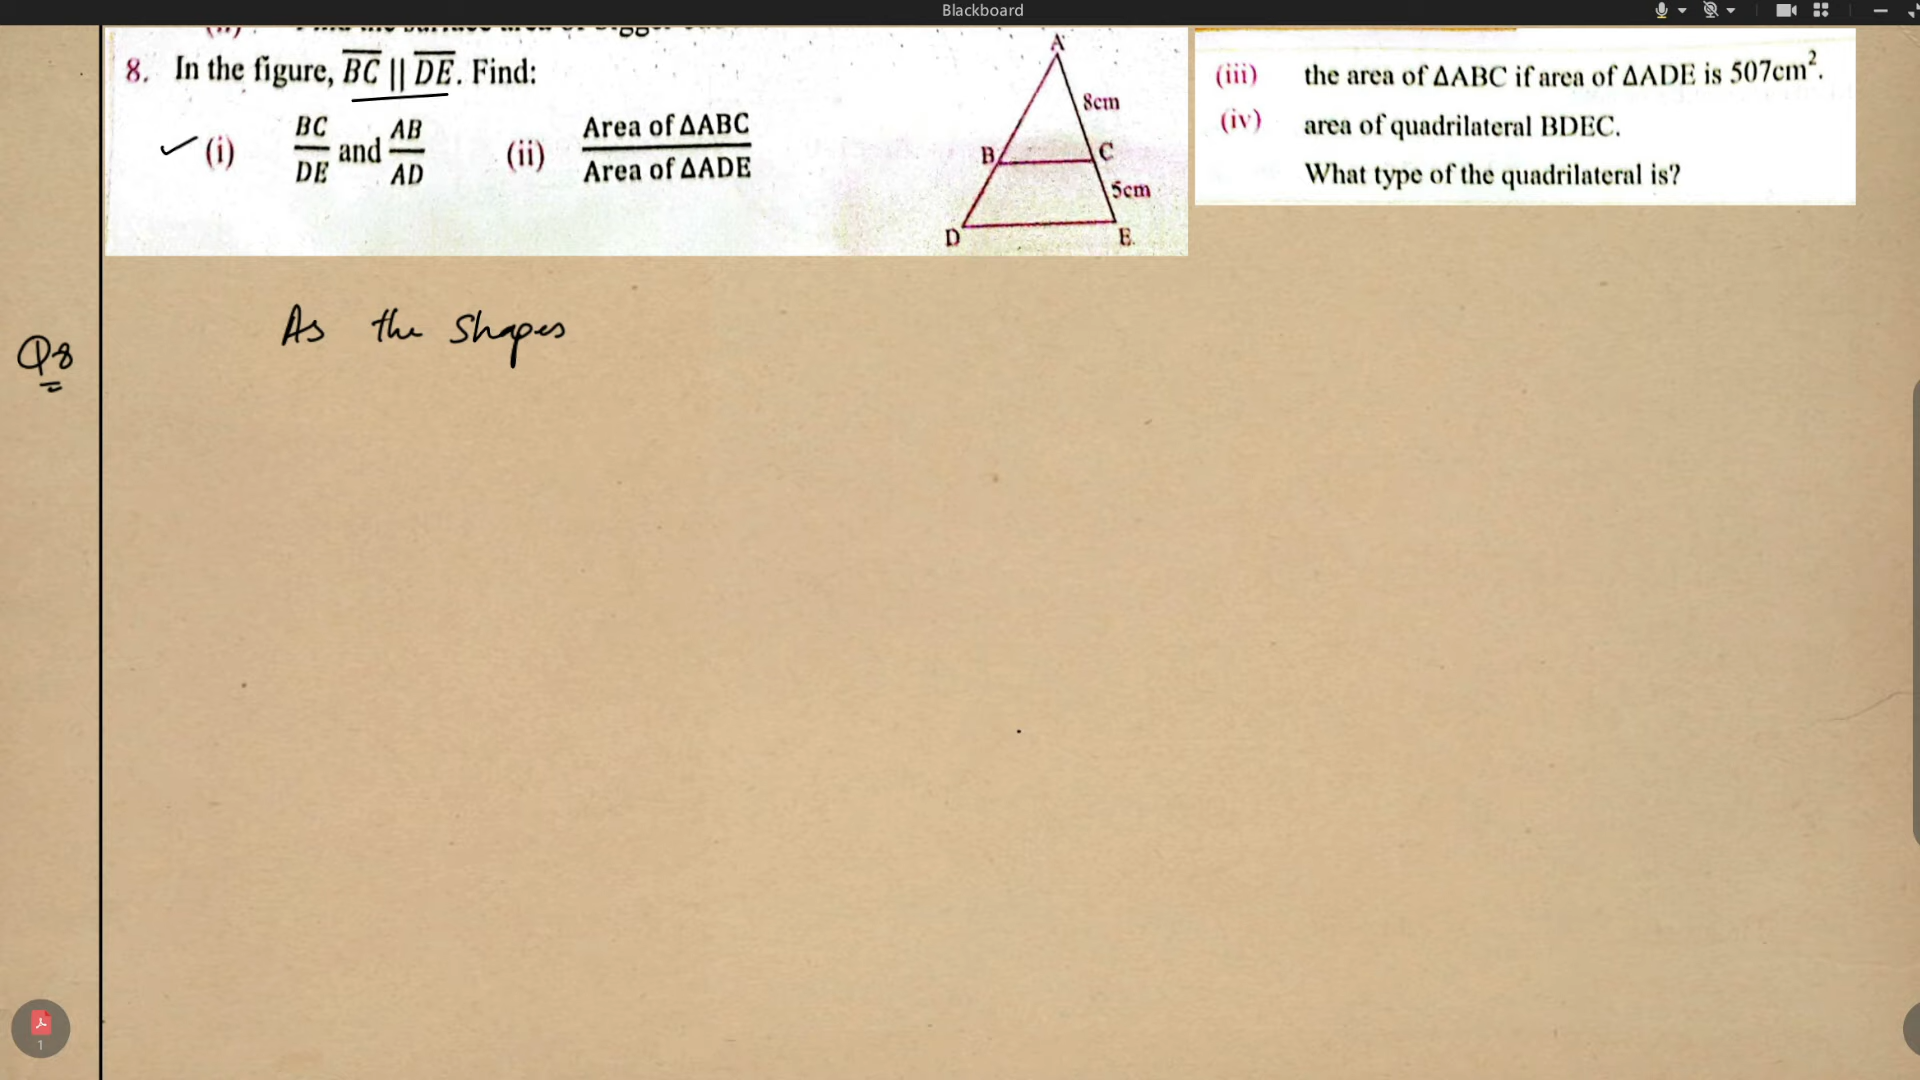 Blackboard
8. In the figure, BC || DE. Find:
(i) BC/DE and AB/AD (ii) Area of ΔABC/Area of ΔADE
A
8cm
B C
5cm
D E
(iii) the area of ΔABC if area of ΔADE is 507cm².
(iv) area of quadrilateral BDEC.
What type of the quadrilateral is?
Q8 As the shapes
1